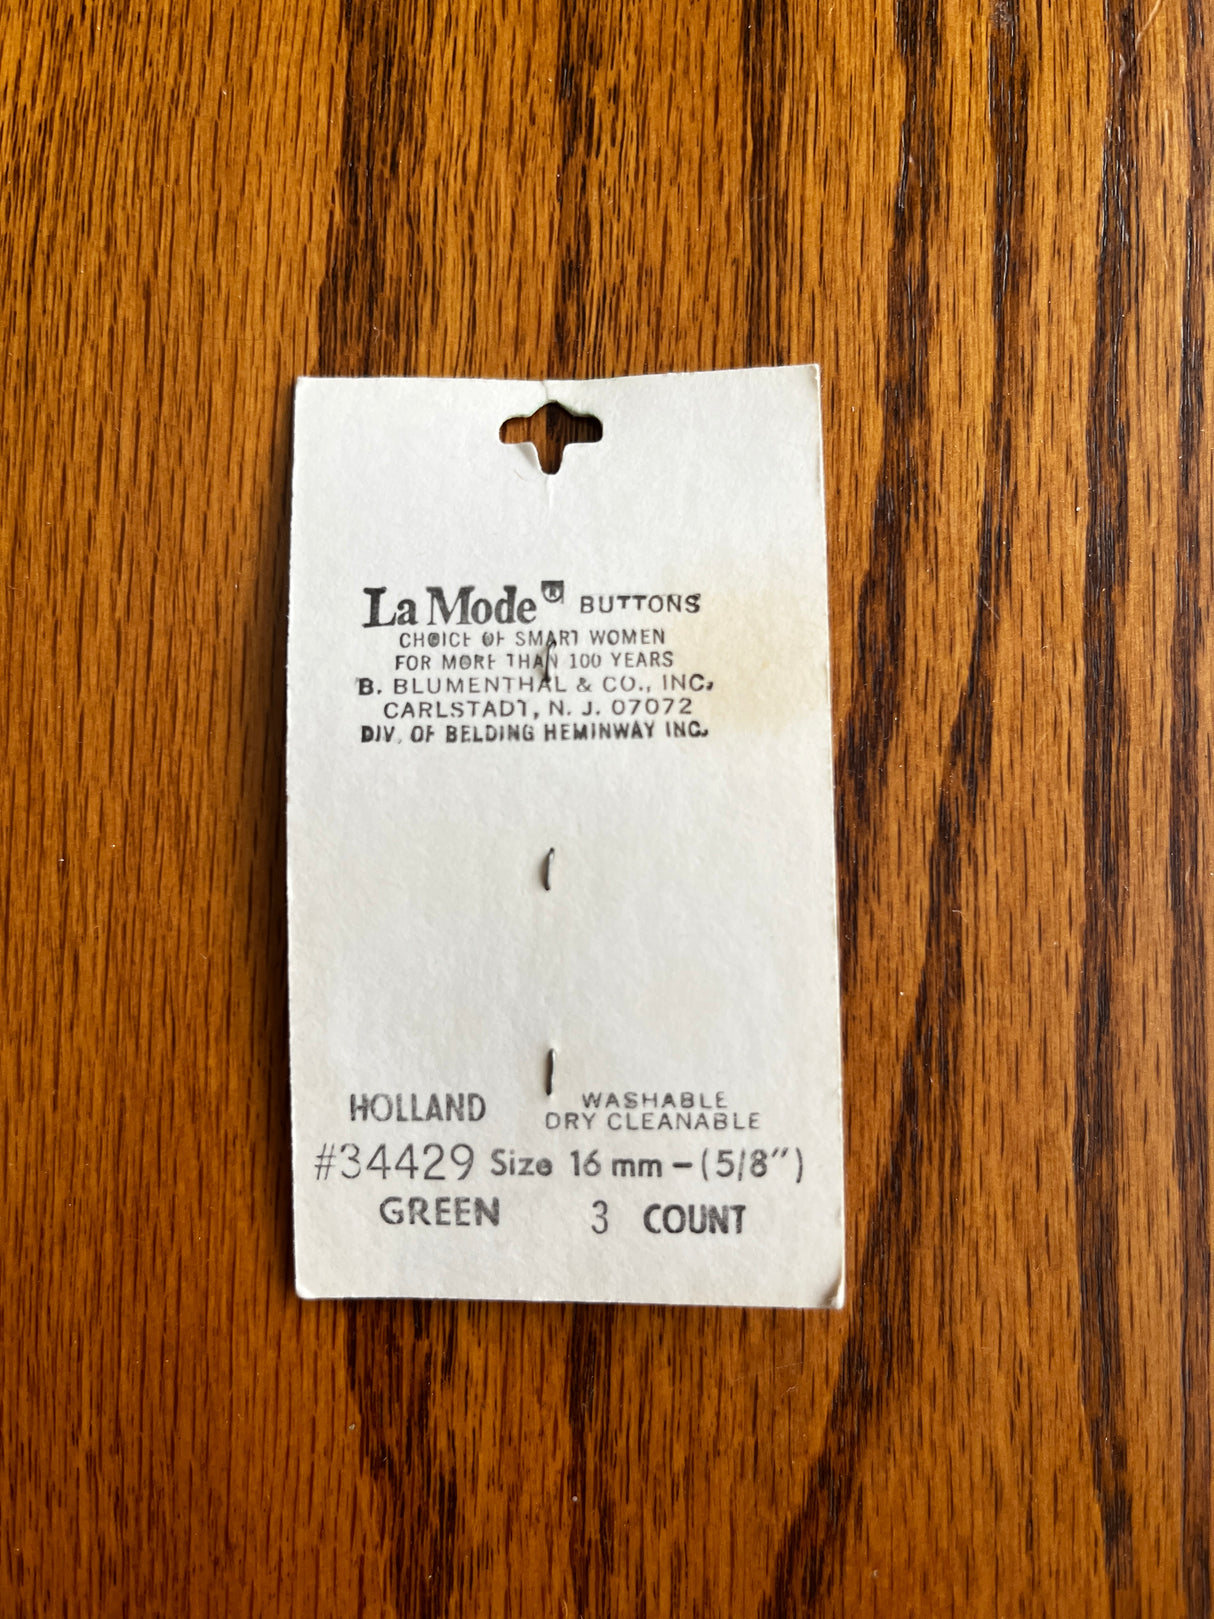 La Mode® BUTTONS
CHOICE OF SMART WOMEN
FOR MORE THAN 100 YEARS
B. BLUMENTHAL & CO., INC.
CARLSTADT, N. J. 07072
DIV. OF BELDING HEMINWAY INC.
HOLLAND
WASHABLE
DRY CLEANABLE
#34429 Size 16 mm - (5/8")
GREEN 3 COUNT